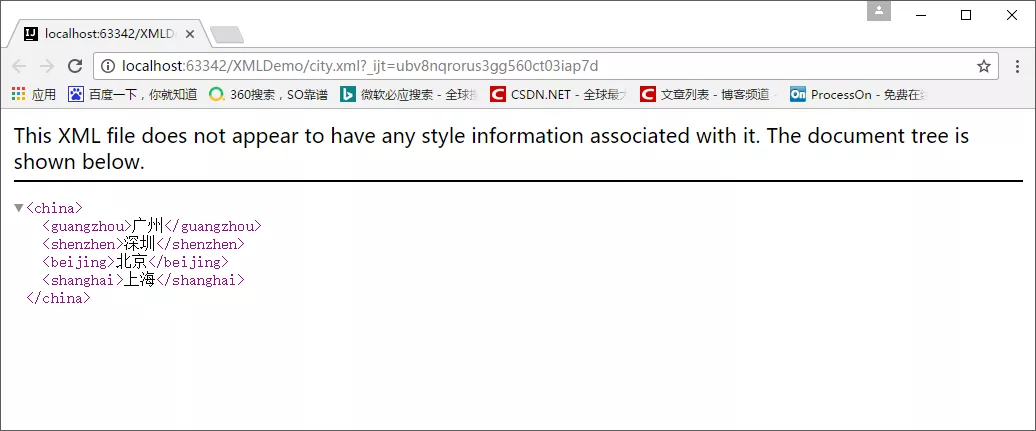 localhost:63342/XMLD
localhost:63342/XMLDemo/city.xml?_ijt=ubv8nqrorus3gg560ct03iap7d
应用 百度一下，你就知道 360搜索，SO靠谱 微软必应搜索 - 全球搜 CSDN.NET - 全球最大 文章列表 - 博客频道 - ProcessOn - 免费在线
This XML file does not appear to have any style information associated with it. The document tree is
shown below.
<china>
<guangzhou>广州</guangzhou>
<shenzhen>深圳</shenzhen>
<beijing>北京</beijing>
<shanghai>上海</shanghai>
</china>